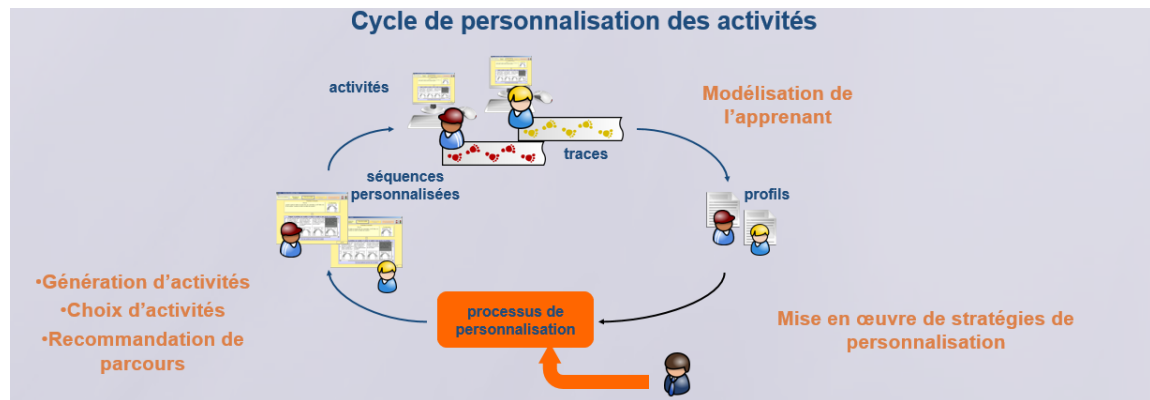 Cycle de personnalisation des activités
activités
Modélisation de
l'apprenant
traces
séquences
personnalisées
profils
•Génération d'activités
•Choix d'activités
•Recommandation de
parcours
processus de
personnalisation
Mise en œuvre de stratégies de
personnalisation